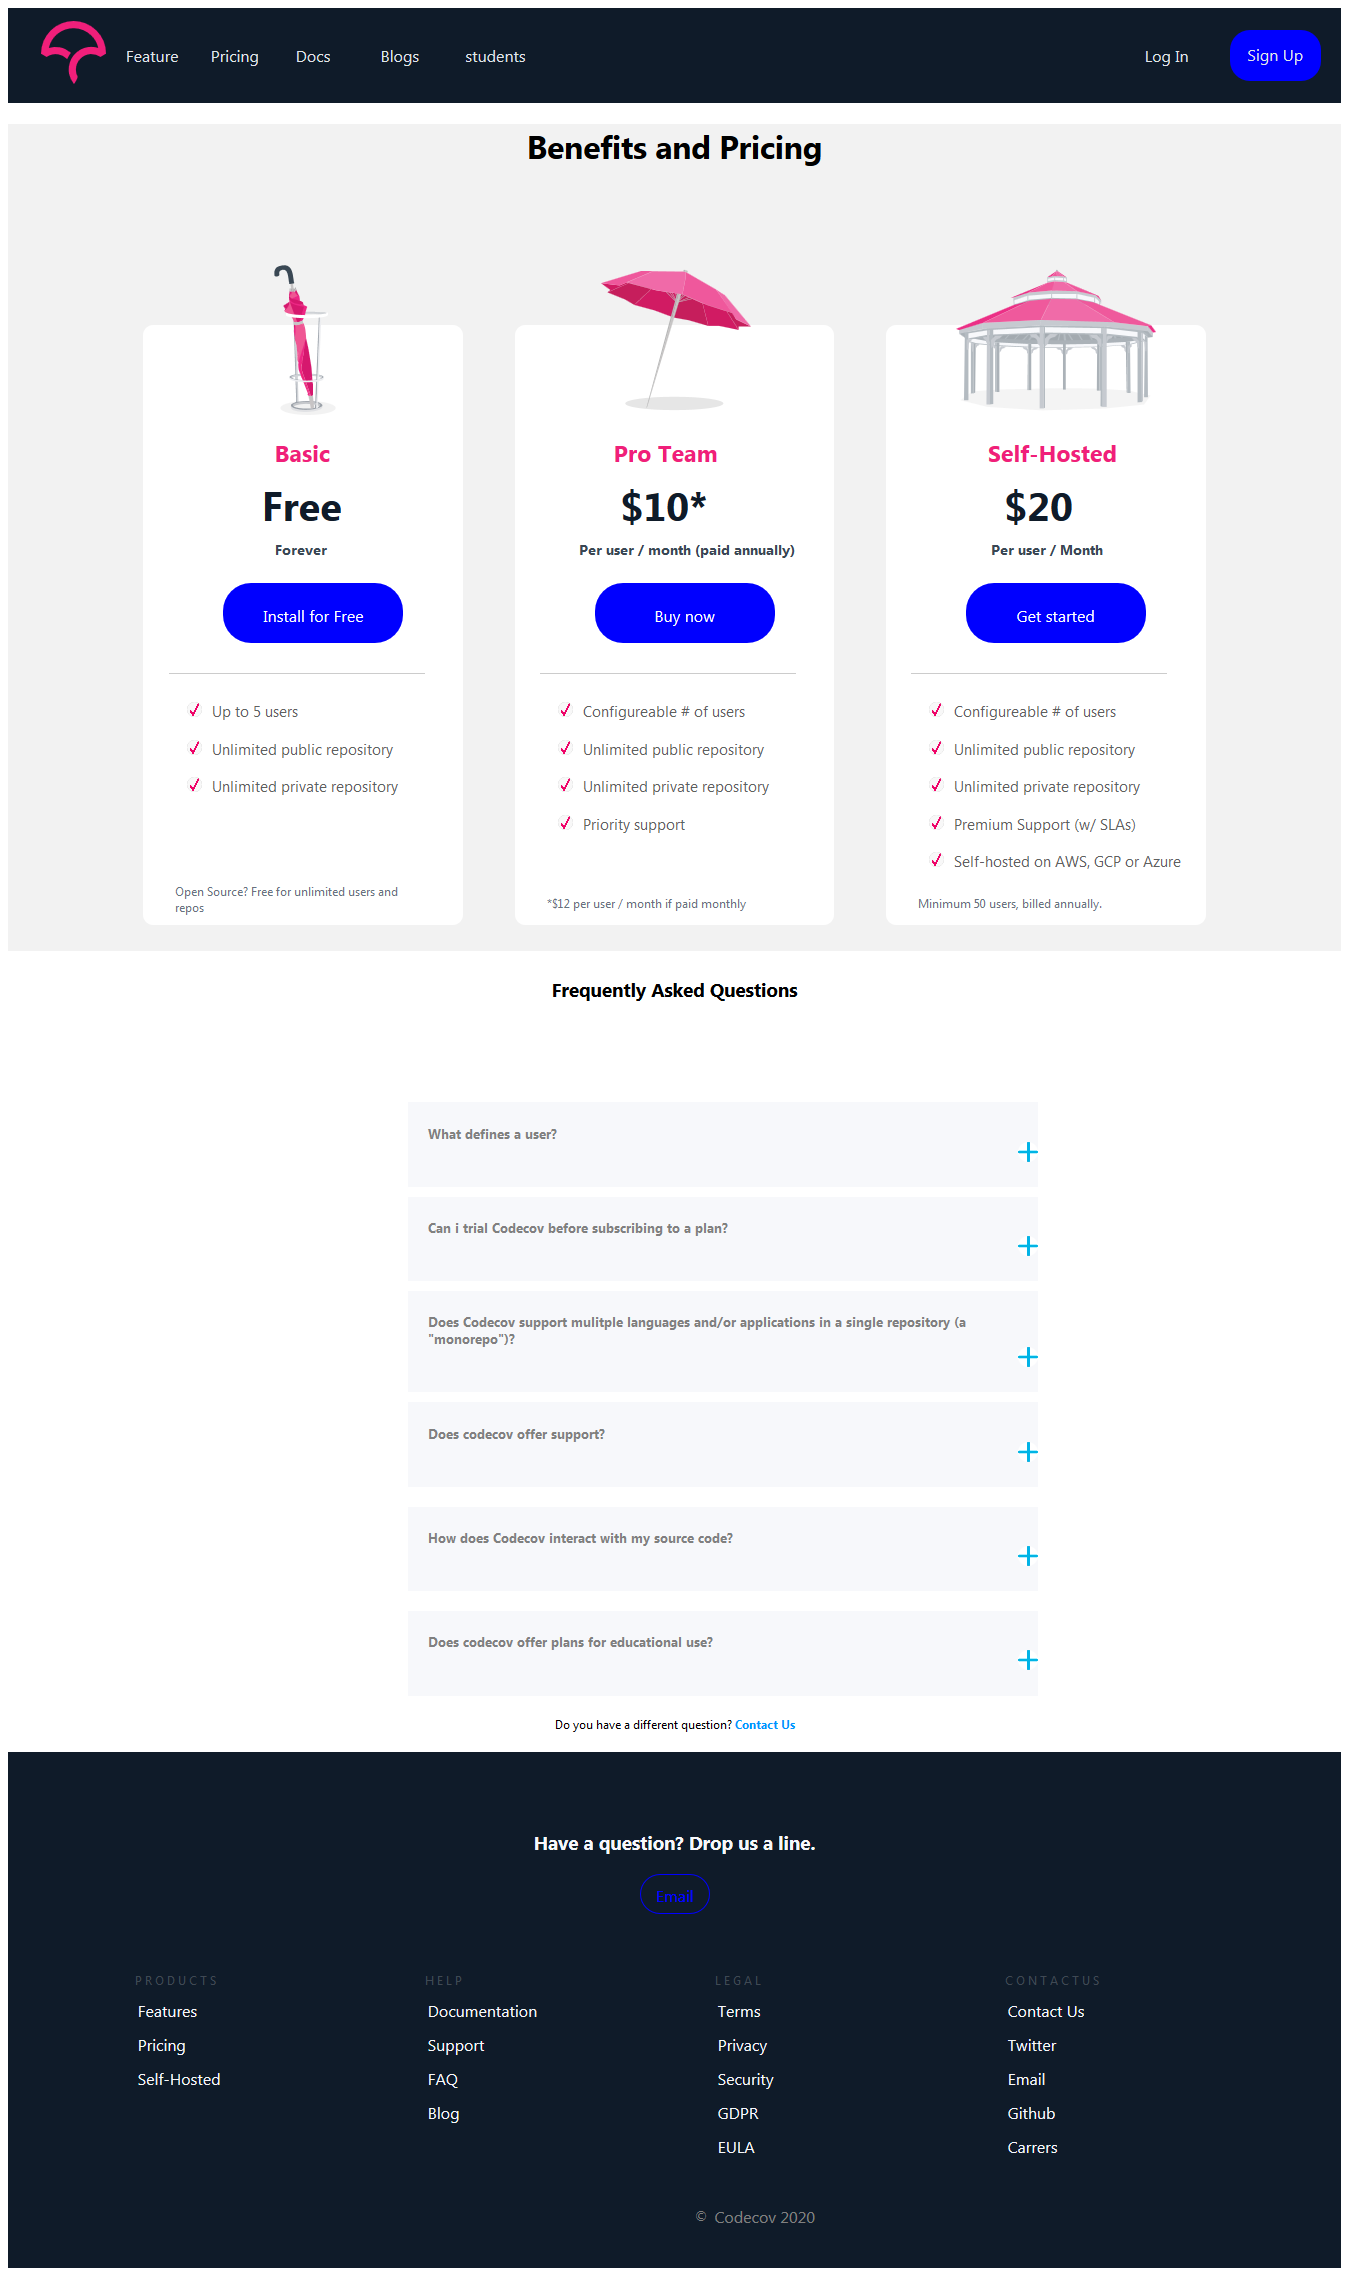 Feature Pricing Docs Blogs students Log In Sign Up
Benefits and Pricing
Basic
Free
Forever
Install for Free
Up to 5 users
Unlimited public repository
Unlimited private repository
Open Source? Free for unlimited users and
repos
Pro Team
$10*
Per user / month (paid annually)
Buy now
Configureable # of users
Unlimited public repository
Unlimited private repository
Priority support
*$12 per user / month if paid monthly
Self-Hosted
$20
Per user / Month
Get started
Configureable # of users
Unlimited public repository
Unlimited private repository
Premium Support (w/ SLAs)
Self-hosted on AWS, GCP or Azure
Minimum 50 users, billed annually.
Frequently Asked Questions
What defines a user?
Can i trial Codecov before subscribing to a plan?
Does Codecov support mulitple languages and/or applications in a single repository (a
"monorepo")?
Does codecov offer support?
How does Codecov interact with my source code?
Does codecov offer plans for educational use?
Do you have a different question? Contact Us
Have a question? Drop us a line.
Email
PRODUCTS
Features
Pricing
Self-Hosted
HELP
Documentation
Support
FAQ
Blog
LEGAL
Terms
Privacy
Security
GDPR
EULA
CONTACTUS
Contact Us
Twitter
Email
Github
Carrers
© Codecov 2020